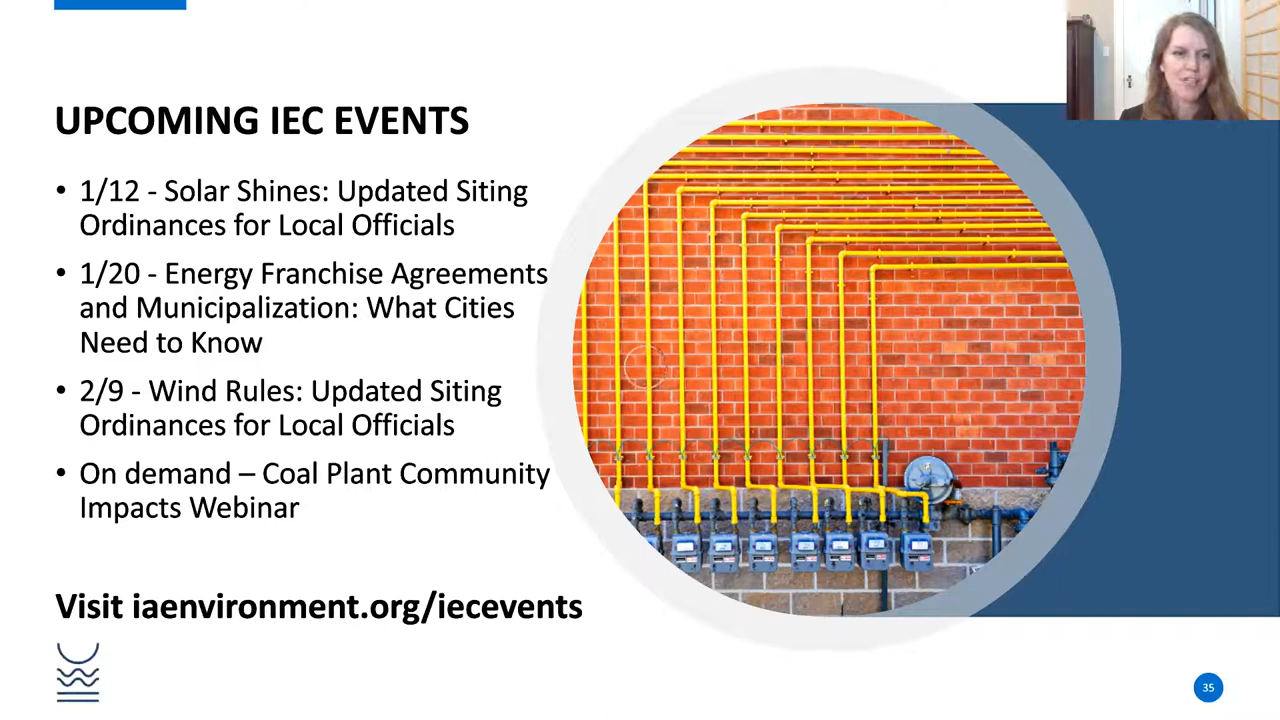 UPCOMING IEC EVENTS
• 1/12 - Solar Shines: Updated Siting
Ordinances for Local Officials
• 1/20 - Energy Franchise Agreements
and Municipalization: What Cities
Need to Know
• 2/9 - Wind Rules: Updated Siting
Ordinances for Local Officials
• On demand – Coal Plant Community
Impacts Webinar
Visit iaenvironment.org/iecevents
35